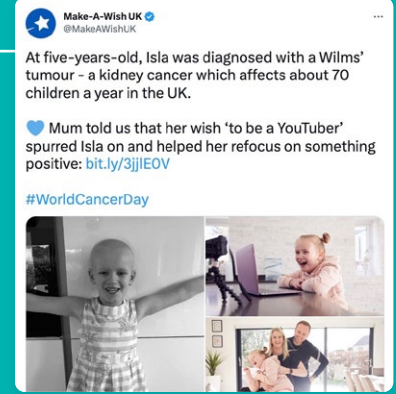 Make-A-Wish UK
@MakeAWishUK
At five-years-old, Isla was diagnosed with a Wilms'
tumour - a kidney cancer which affects about 70
children a year in the UK.
💙 Mum told us that her wish 'to be a YouTuber'
spurred Isla on and helped her refocus on something
positive: bit.ly/3jjlE0V
#WorldCancerDay